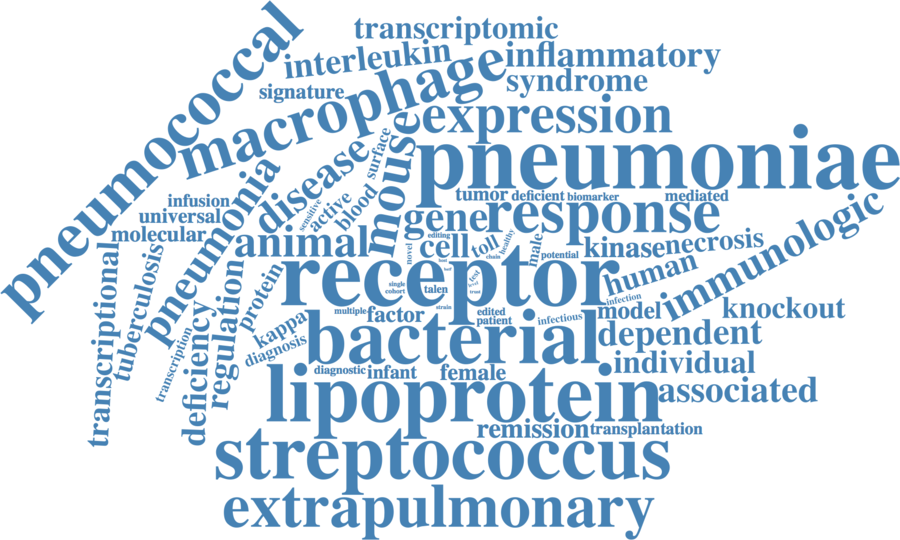 transcriptomic
interleukin
inflammatory
syndrome
signature
pneumococcal
macrophage
expression
mouse
surface
disease
pneumoniae
tumor
deficient
biomarker
mediated
infusion
universal
molecular
pneumonia
sensitive
active
blood
gene
response
immunologic
animal
novel
editing
cell
toll
chain
healthy
male
potential
kinase
necrosis
human
transcriptional
tuberculosis
regulation
protein
receptor
single
cohort
talen
test
level
infection
model
knockout
transcription
deficiency
kappa
diagnosis
multiple
factor
strain
edited
patient
infectious
dependent
bacterial
individual
diagnostic
infant
female
lipoprotein
associated
remission
transplantation
streptococcus
extrapulmonary